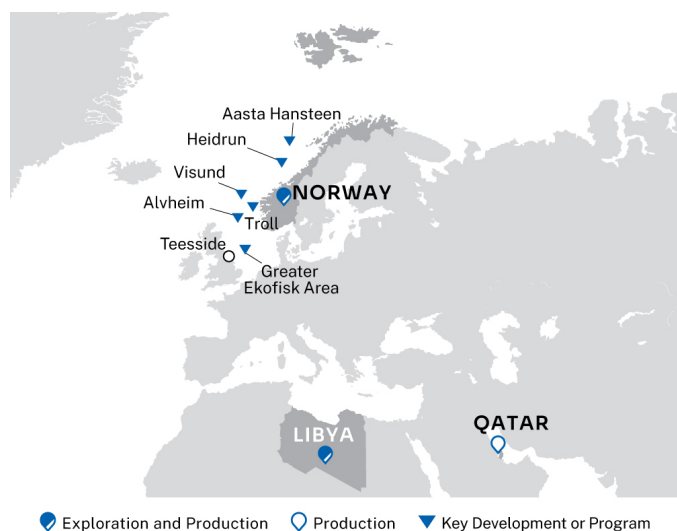 Aasta Hansteen
Heidrun
Visund
NORWAY
Alvheim
Troll
Teesside
Greater
Ekofisk Area
QATAR
LIBYA
Exploration and Production
Production
Key Development or Program